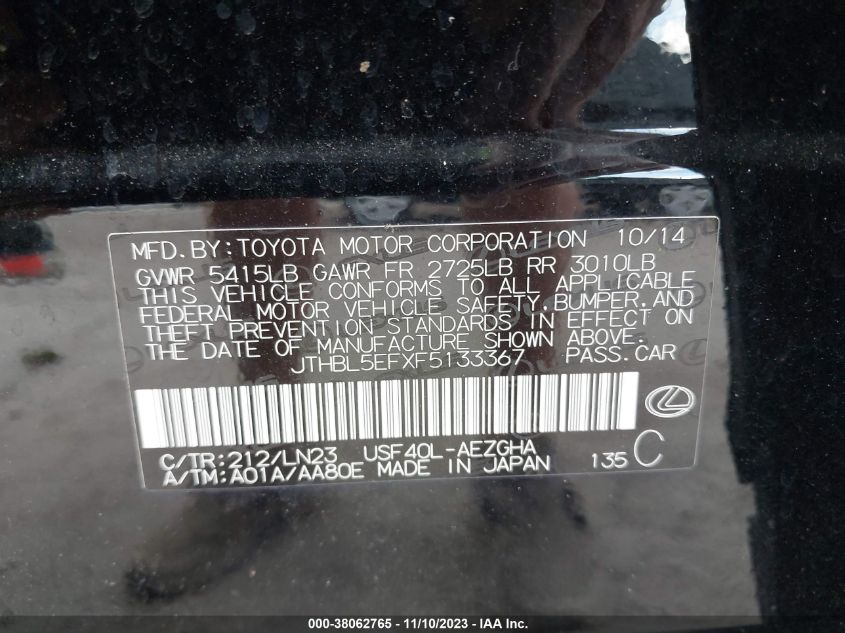 MFD.BY:TOYOTA MOTOR CORPORATION 10/14
GVWR 5415LB GAWR FR 2725LB RR 3010LB
THIS VEHICLE CONFORMS TO ALL APPLICABLE
FEDERAL MOTOR VEHICLE SAFETY,BUMPER,AND
THEFT PREVENTION STANDARDS IN EFFECT ON
THE DATE OF MANUFACTURE SHOWN ABOVE.
JTHBL5EFXF5133367 PASS.CAR
C/TR:212/LN23 USF40L-AEZGHA
A/TM:A01A/AA80E MADE IN JAPAN 135 C
000-38062765 - 11/10/2023 - IAA Inc.